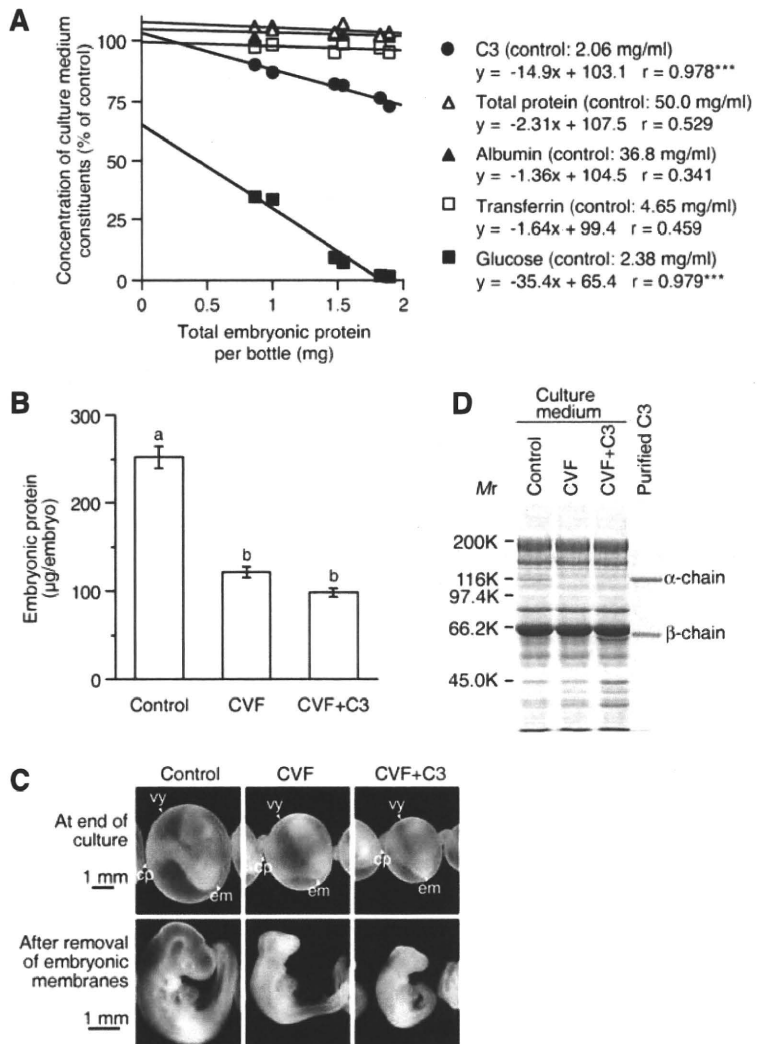 A
Concentration of culture medium
constituents (% of control)
100
75
50
25
0
0 0.5 1 1.5 2
Total embryonic protein
per bottle (mg)
C3 (control: 2.06 mg/ml)
y = -14.9x + 103.1 r = 0.978***
Total protein (control: 50.0 mg/ml)
y = -2.31x + 107.5 r = 0.529
Albumin (control: 36.8 mg/ml)
y = -1.36x + 104.5 r = 0.341
Transferrin (control: 4.65 mg/ml)
y = -1.64x + 99.4 r = 0.459
Glucose (control: 2.38 mg/ml)
y = -35.4x + 65.4 r = 0.979***
B
Embryonic protein
(μg/embryo)
300
200
100
0
a
b
b
Control CVF CVF+C3
D
Culture
medium
Mr
Control
CVF
CVF+C3
Purified C3
200K
116K
97.4K
66.2K
45.0K
α-chain
β-chain
C
Control CVF CVF+C3
At end of
culture
1 mm
vy
cp
em
vy
cp
em
vy
cp
em
After removal
of embryonic
membranes
1 mm